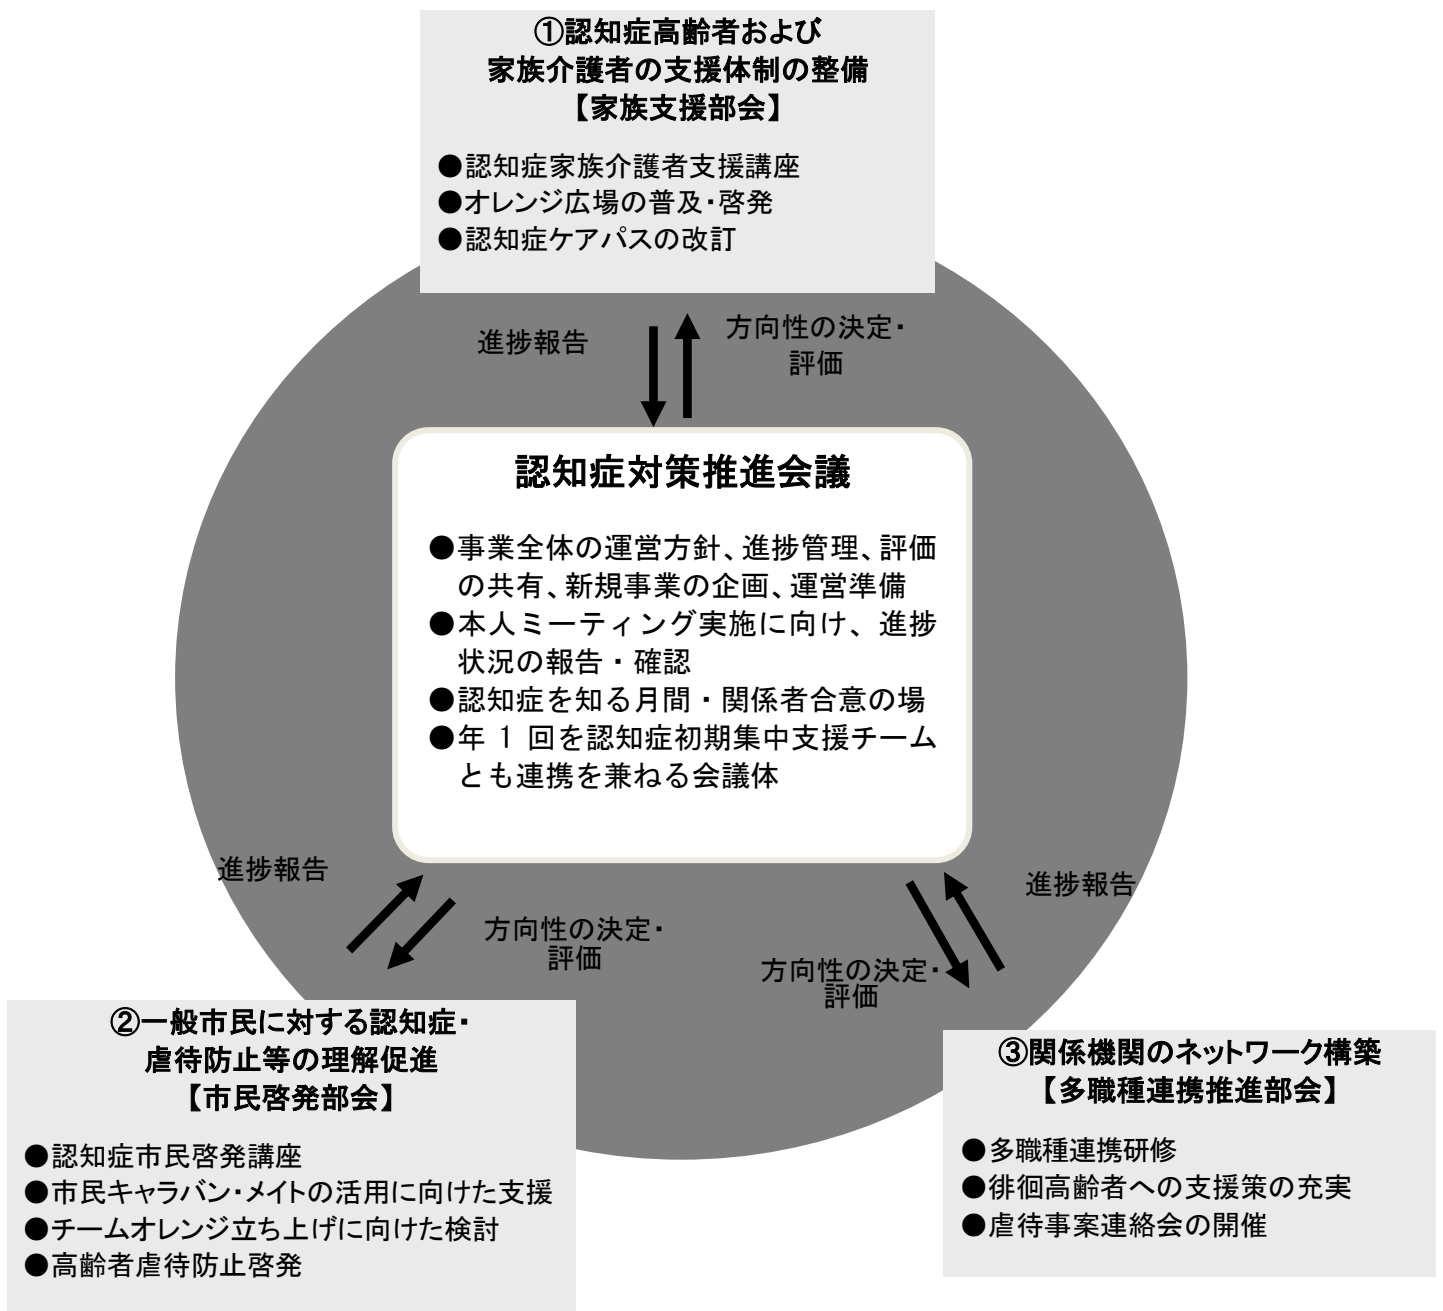 ①認知症高齢者および
家族介護者の支援体制の整備
【家族支援部会】
●認知症家族介護者支援講座
●オレンジ広場の普及・啓発
●認知症ケアパスの改訂
進捗報告
方向性の決定・
評価
認知症対策推進会議
●事業全体の運営方針、進捗管理、評価
の共有、新規事業の企画、運営準備
●本人ミーティング実施に向け、進捗
状況の報告・確認
●認知症を知る月間・関係者合意の場
●年 1 回を認知症初期集中支援チーム
とも連携を兼ねる会議体
進捗報告
方向性の決定・
評価
進捗報告
方向性の決定・
評価
②一般市民に対する認知症・
虐待防止等の理解促進
【市民啓発部会】
●認知症市民啓発講座
●市民キャラバン・メイトの活用に向けた支援
●チームオレンジ立ち上げに向けた検討
●高齢者虐待防止啓発
③関係機関のネットワーク構築
【多職種連携推進部会】
●多職種連携研修
●徘徊高齢者への支援策の充実
●虐待事案連絡会の開催